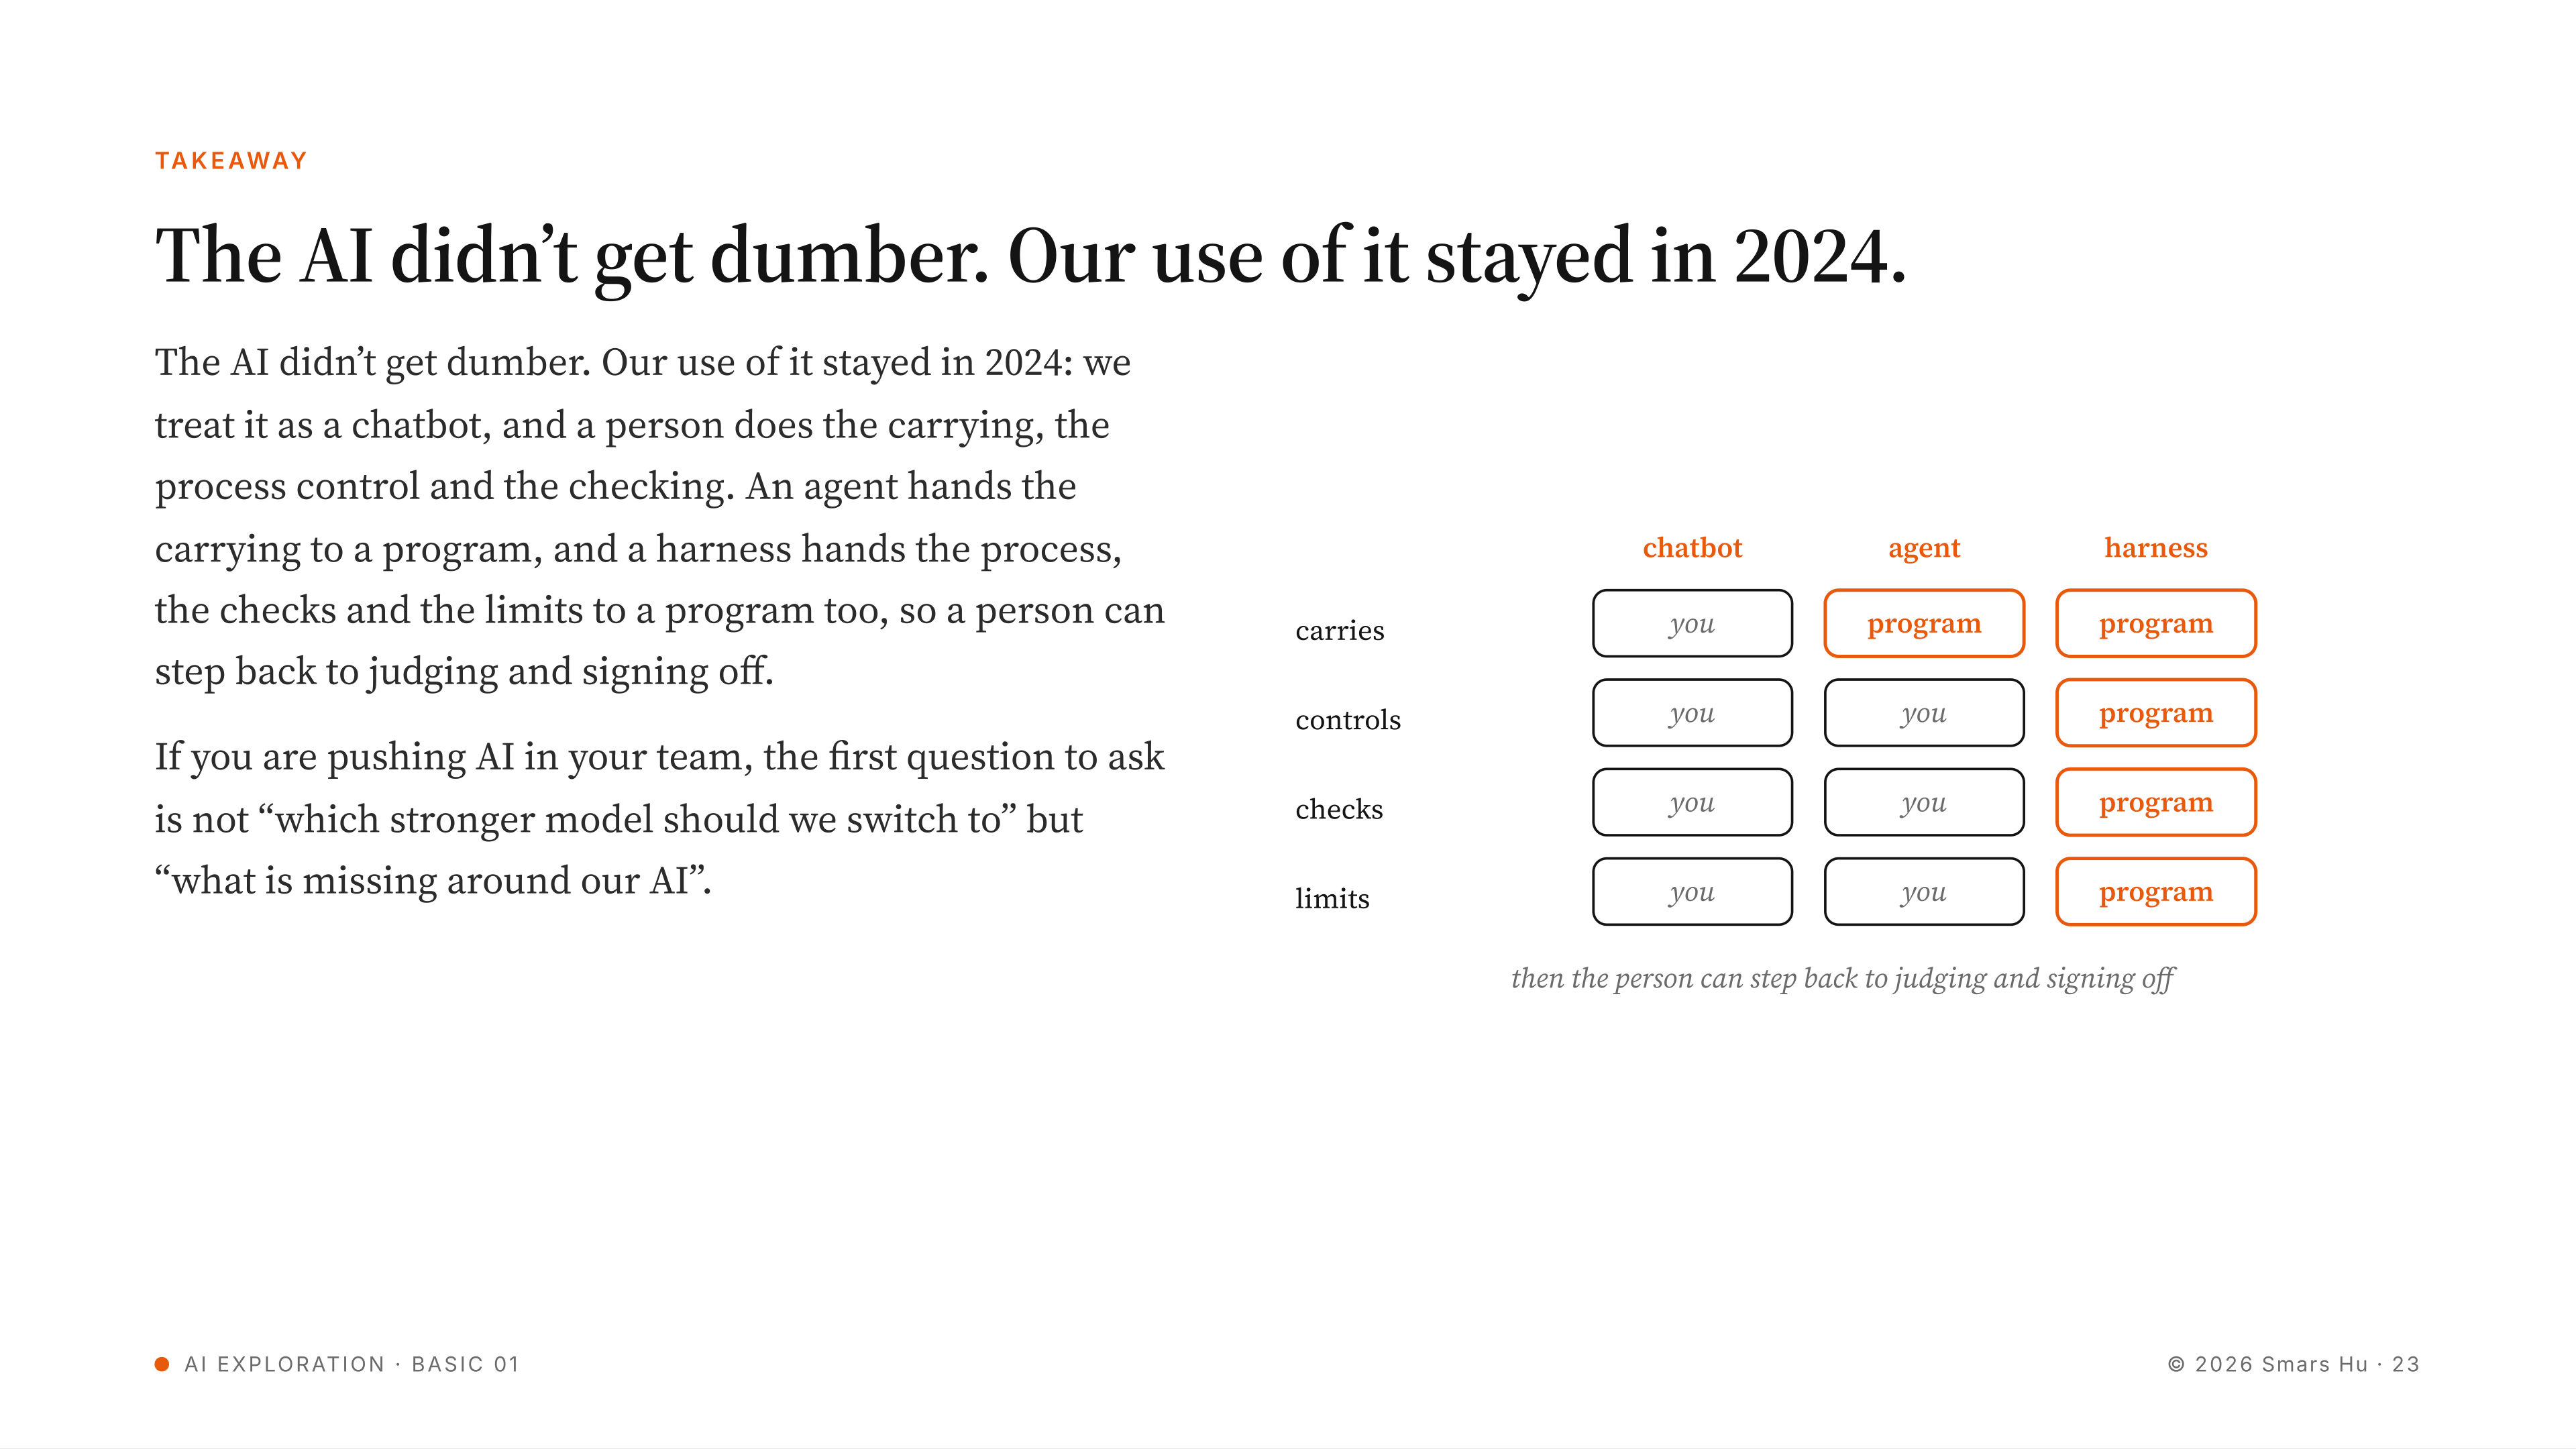 TAKEAWAY
The AI didn’t get dumber. Our use of it stayed in 2024.
The AI didn’t get dumber. Our use of it stayed in 2024: we
treat it as a chatbot, and a person does the carrying, the
process control and the checking. An agent hands the
carrying to a program, and a harness hands the process,
the checks and the limits to a program too, so a person can
step back to judging and signing off.
If you are pushing AI in your team, the first question to ask
is not “which stronger model should we switch to” but
“what is missing around our AI”.
chatbot agent harness
carries you program program
controls you you program
checks you you program
limits you you program
then the person can step back to judging and signing off
AI EXPLORATION · BASIC 01
© 2026 Smars Hu · 23